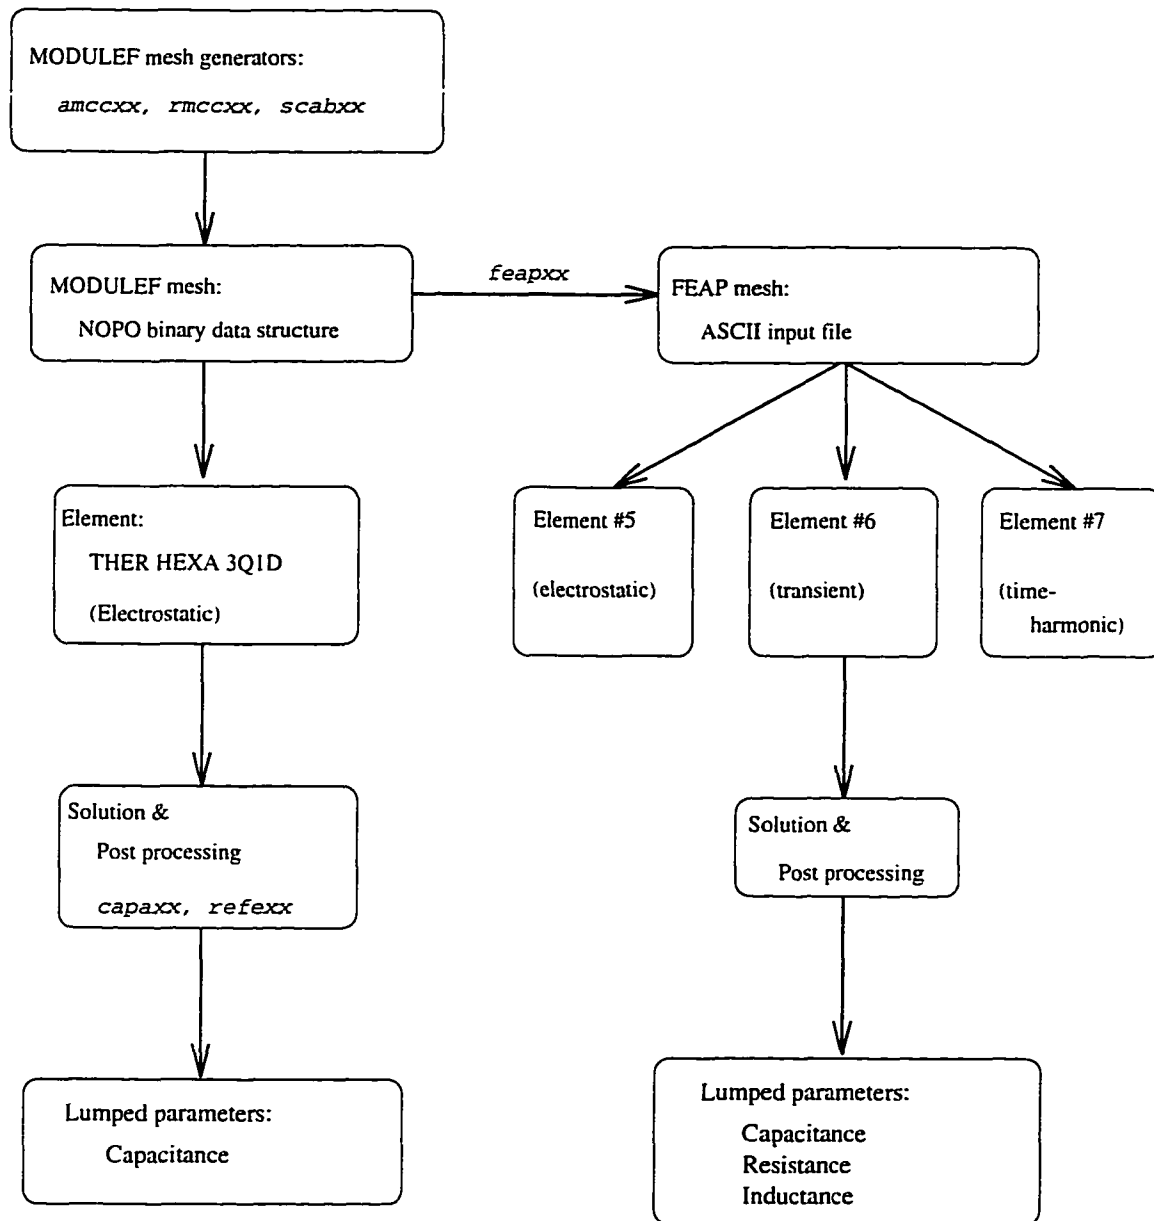 MODULEF mesh generators:
amccxx, rmccxx, scabxx
MODULEF mesh:
NOPO binary data structure
feapxx
FEAP mesh:
ASCII input file
Element:
THER HEXA 3Q1D
(Electrostatic)
Element #5
(electrostatic)
Element #6
(transient)
Element #7
(time-
harmonic)
Solution &
Post processing
capaxx, refexx
Solution &
Post processing
Lumped parameters:
Capacitance
Lumped parameters:
Capacitance
Resistance
Inductance